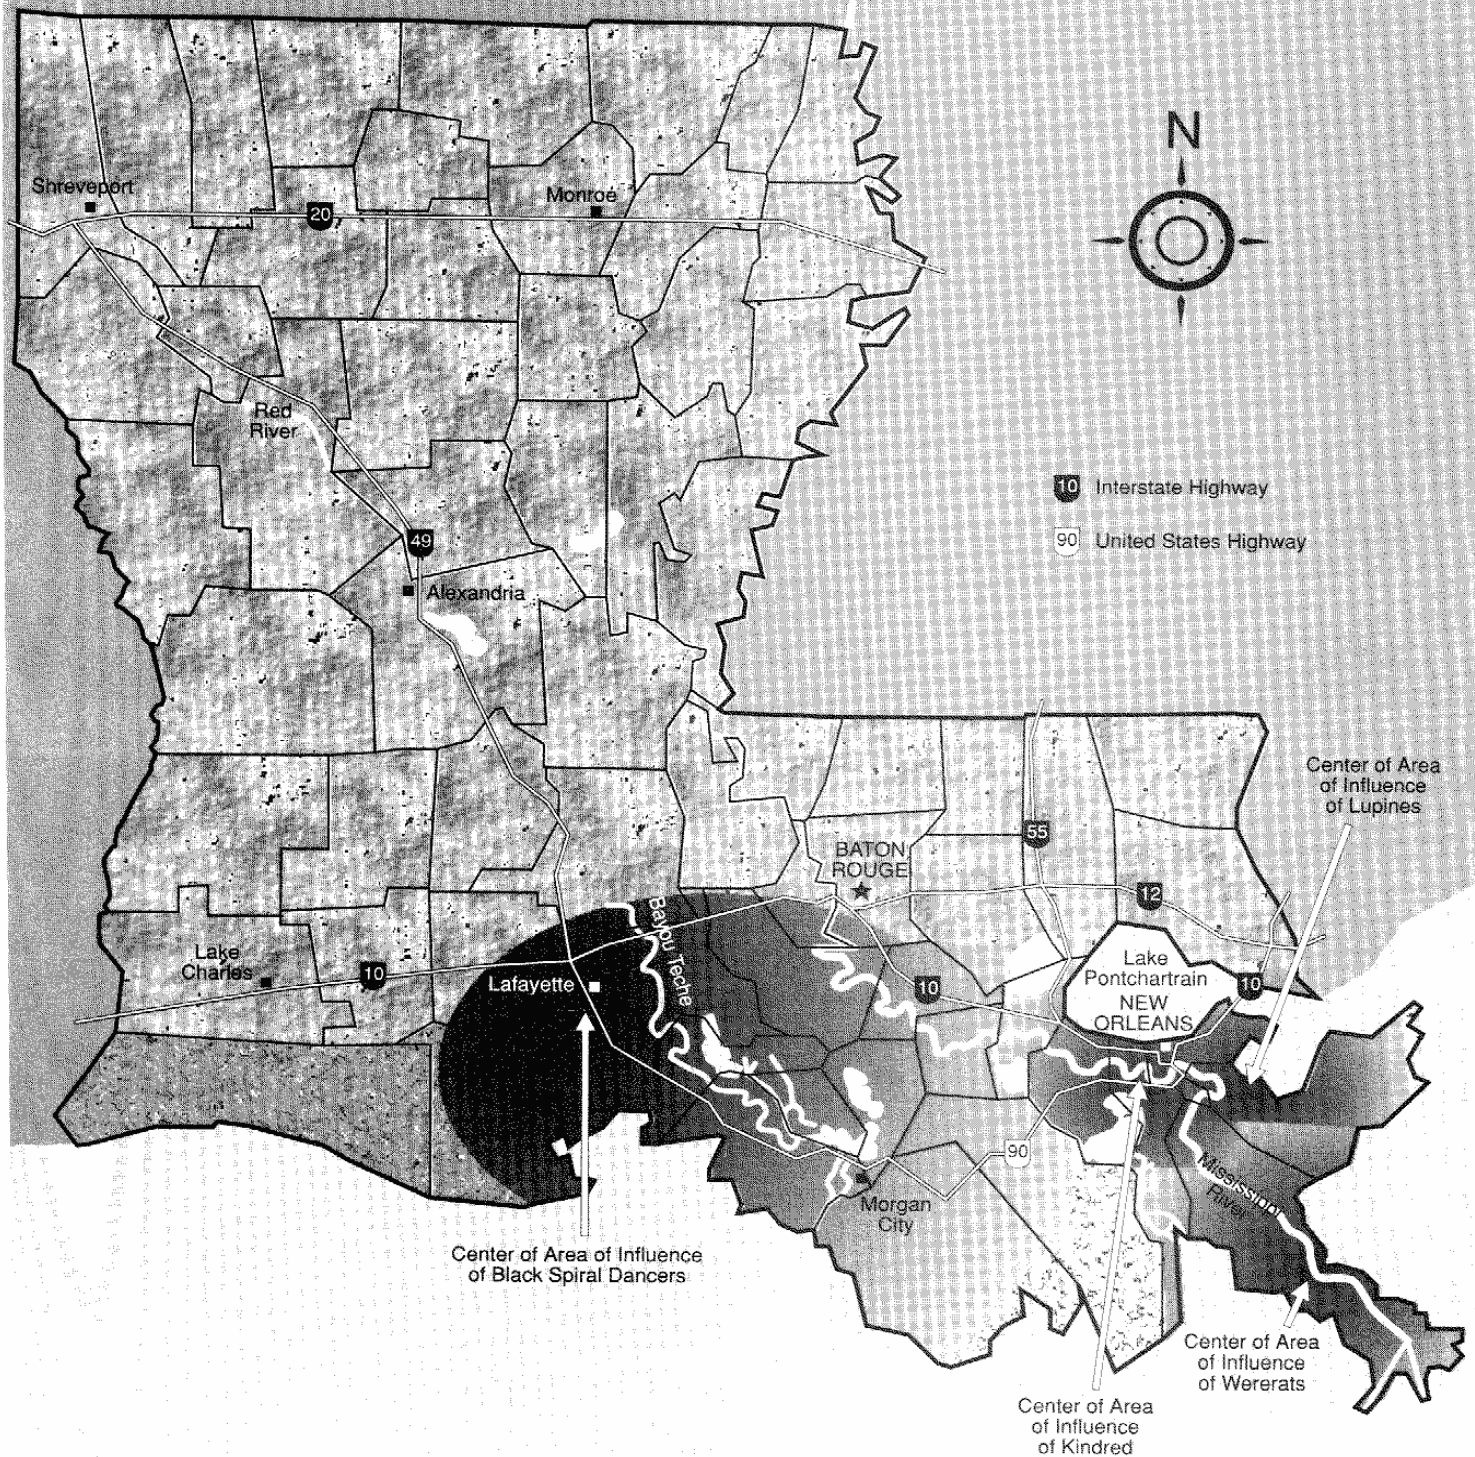 N
Shreveport
Monroe
20
Red
River
10 Interstate Highway
90 United States Highway
49
Alexandria
Center of Area
of Influence
of Lupines
55
BATON
ROUGE
12
Bayou Teche
Lake
Charles
10
Lafayette
10
Lake
Pontchartrain
10
NEW
ORLEANS
90
Mississippi
River
Morgan
City
Center of Area of Influence
of Black Spiral Dancers
Center of Area
of Influence
of Wererats
Center of Area
of Influence
of Kindred